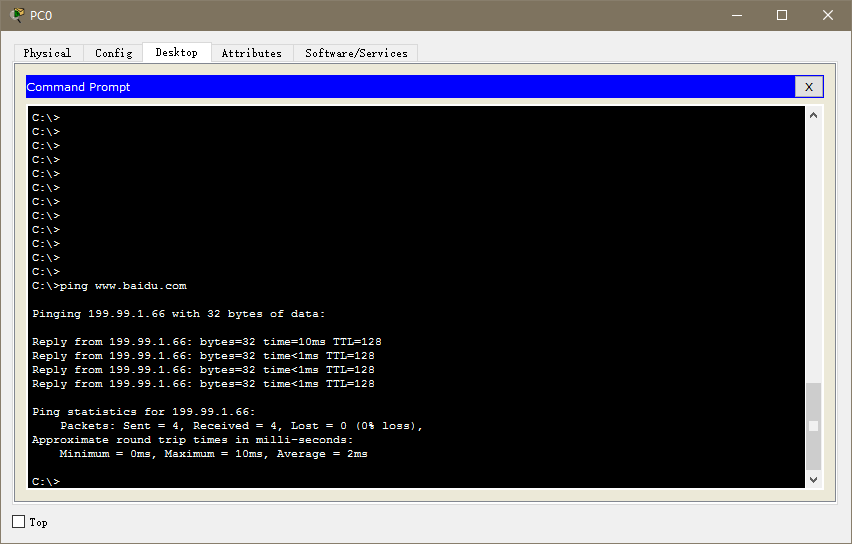 PC0
Physical Config Desktop Attributes Software/Services
Command Prompt X
C:\>
C:\>
C:\>
C:\>
C:\>
C:\>
C:\>
C:\>
C:\>
C:\>
C:\>
C:\>
C:\>ping www.baidu.com
Pinging 199.99.1.66 with 32 bytes of data:
Reply from 199.99.1.66: bytes=32 time=10ms TTL=128
Reply from 199.99.1.66: bytes=32 time<1ms TTL=128
Reply from 199.99.1.66: bytes=32 time<1ms TTL=128
Reply from 199.99.1.66: bytes=32 time<1ms TTL=128
Ping statistics for 199.99.1.66:
Packets: Sent = 4, Received = 4, Lost = 0 (0% loss),
Approximate round trip times in milli-seconds:
Minimum = 0ms, Maximum = 10ms, Average = 2ms
C:\>
Top